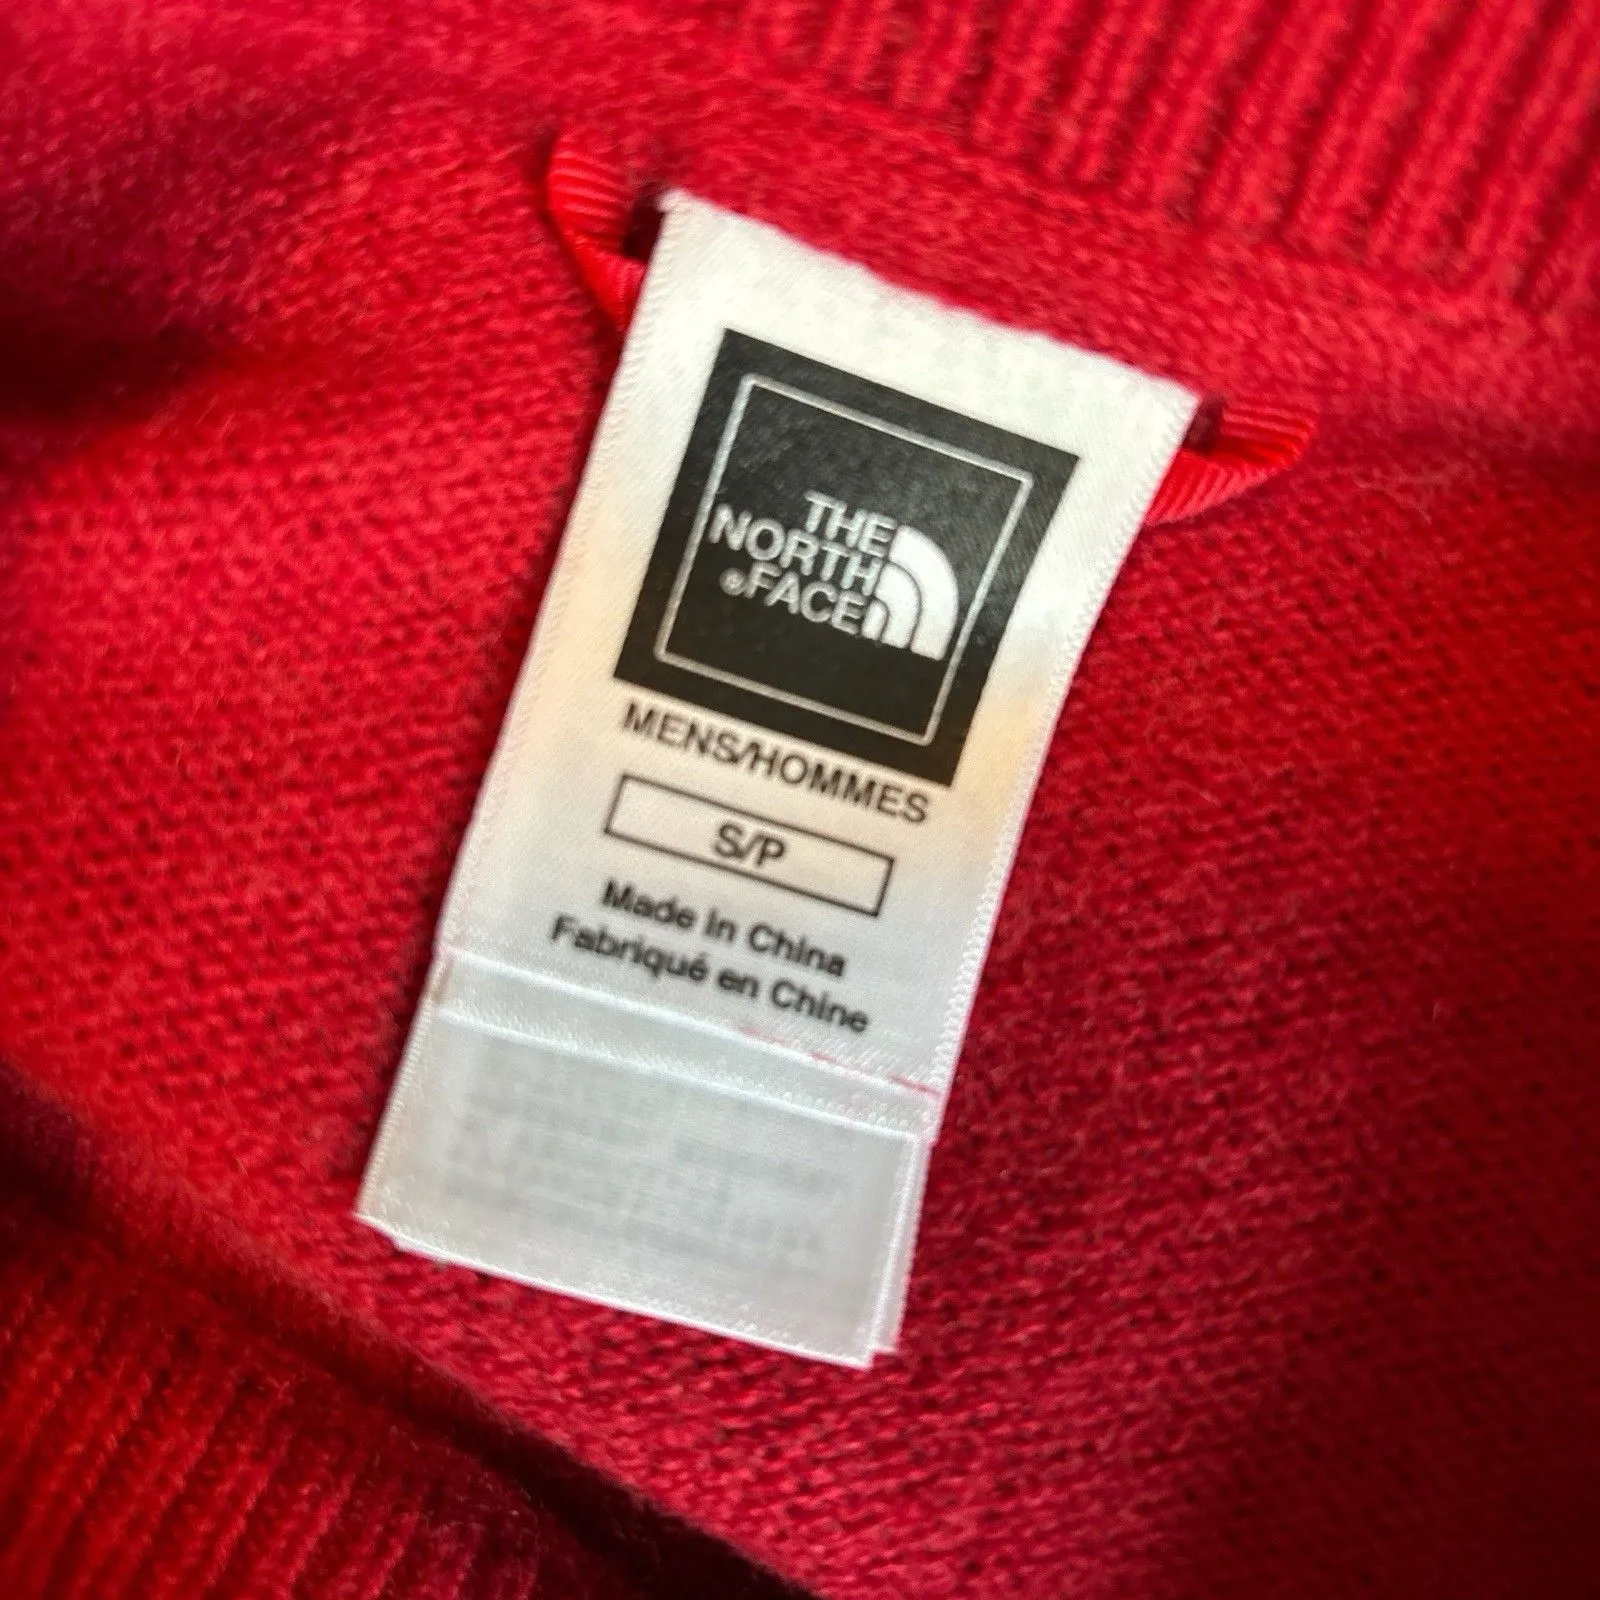 THE
NORTH
®FACE
MENS/HOMMES
S/P
Made in China
Fabriqué en Chine